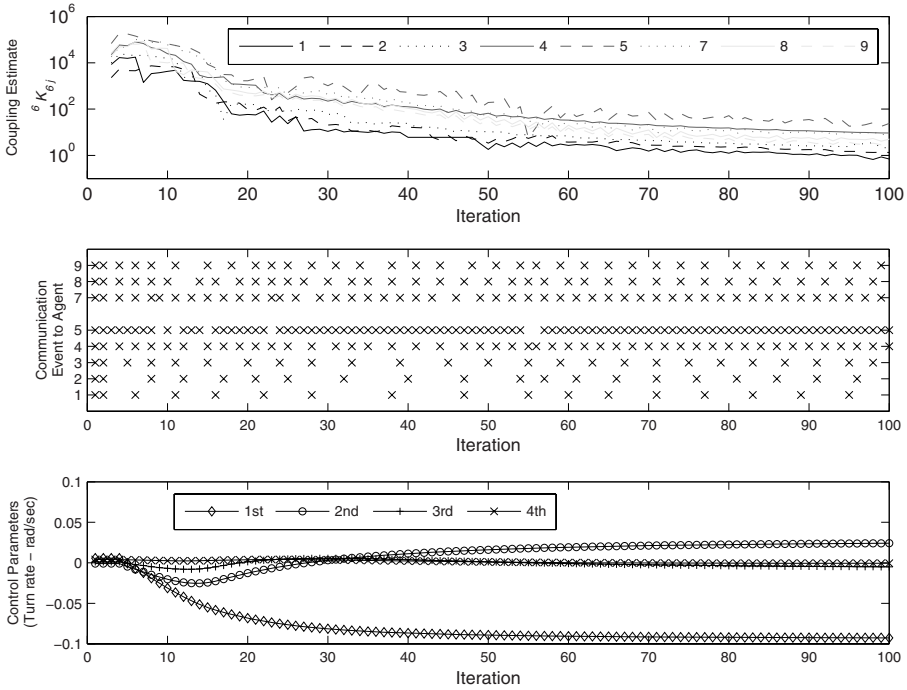 10^6
10^4
10^2
10^0
Coupling Estimate
^6K_{6j}
1 2 3 4 5 7 8 9
0 10 20 30 40 50 60 70 80 90 100
Iteration
9
8
7
5
4
3
2
1
Communication
Event to Agent
0 10 20 30 40 50 60 70 80 90 100
Iteration
0.1
0.05
0
−0.05
−0.1
Control Parameters
(Turn rate − rad/sec)
1st 2nd 3rd 4th
0 10 20 30 40 50 60 70 80 90 100
Iteration